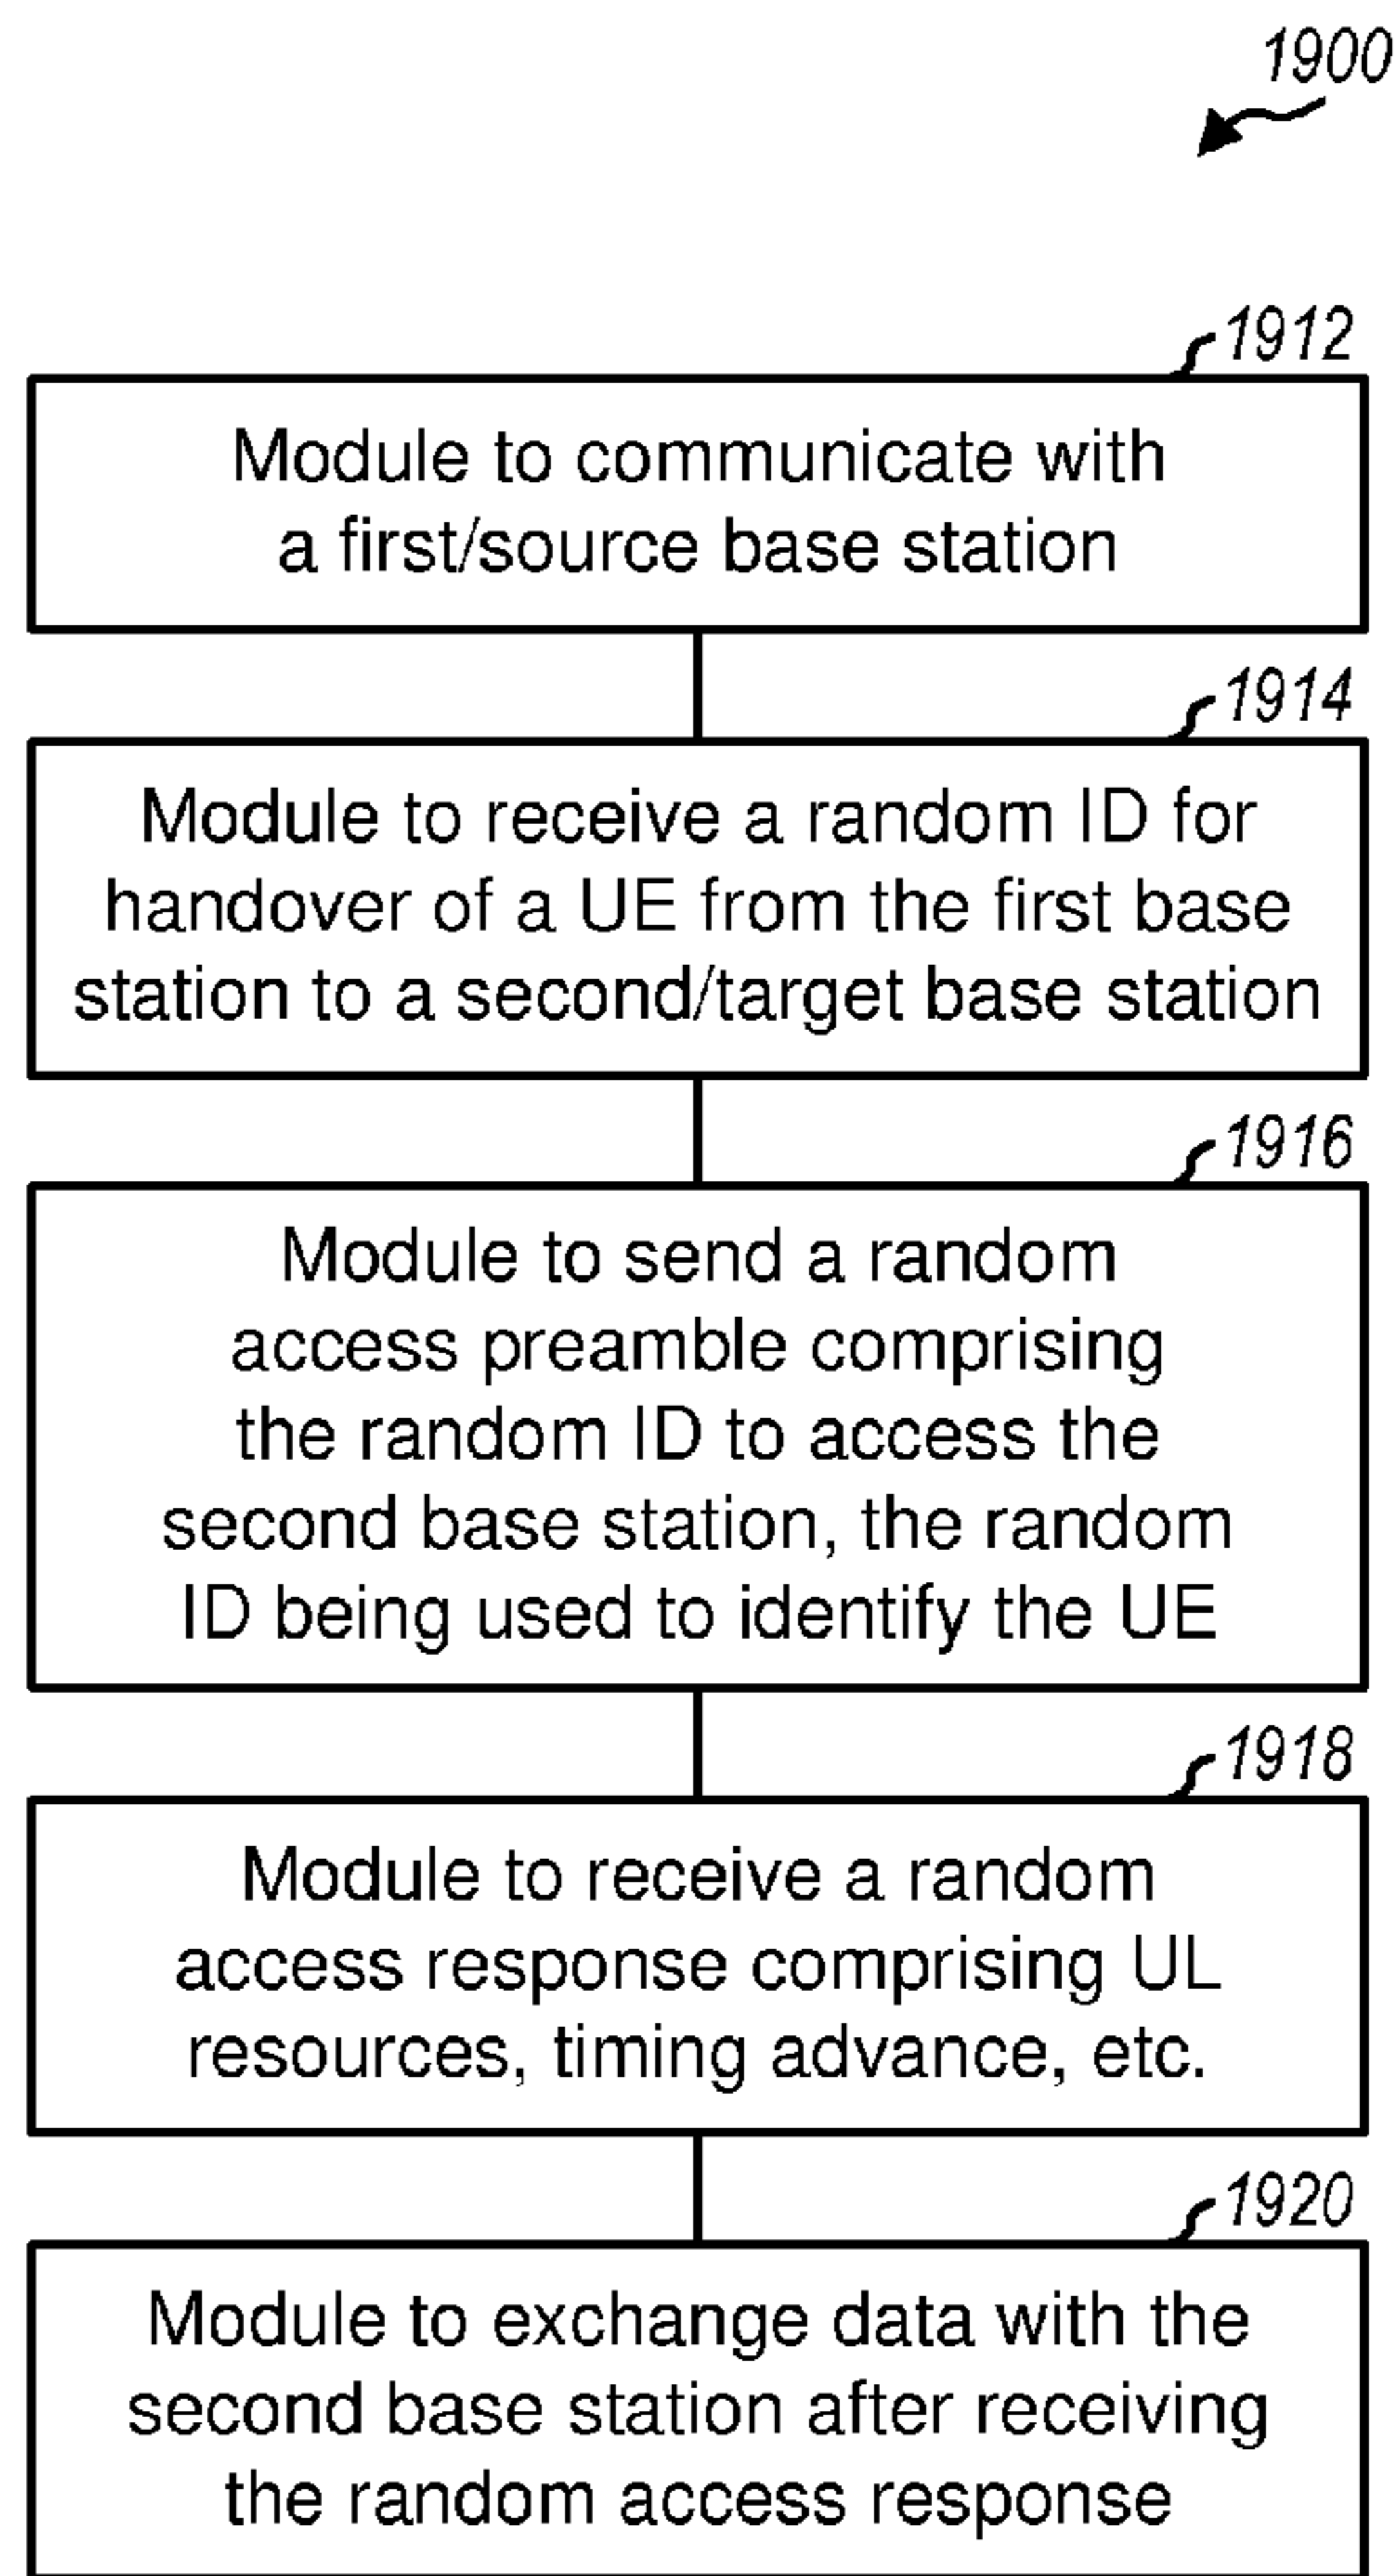 1900
1912
Module to communicate with
a first/source base station
1914
Module to receive a random ID for
handover of a UE from the first base
station to a second/target base station
1916
Module to send a random
access preamble comprising
the random ID to access the
second base station, the random
ID being used to identify the UE
1918
Module to receive a random
access response comprising UL
resources, timing advance, etc.
1920
Module to exchange data with the
second base station after receiving
the random access response